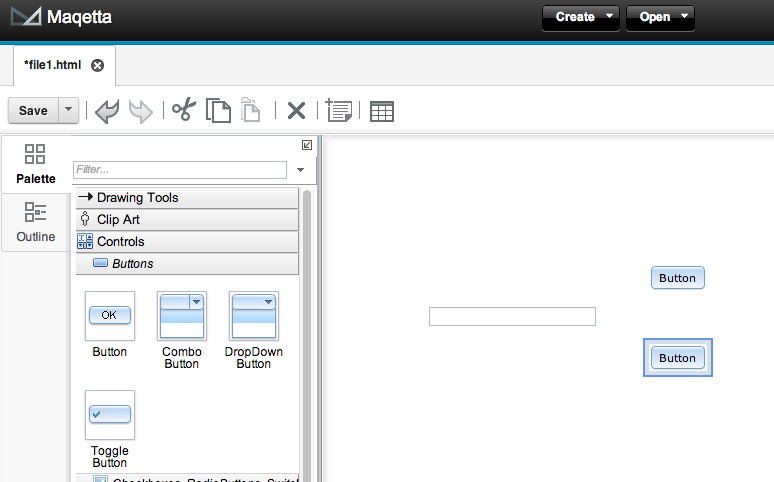 Maqetta
Create
Open
*file1.html
Save
Palette
Outline
Filter...
Drawing Tools
Clip Art
Controls
Buttons
OK
Button
Combo
Button
DropDown
Button
Toggle
Button
Button
Button